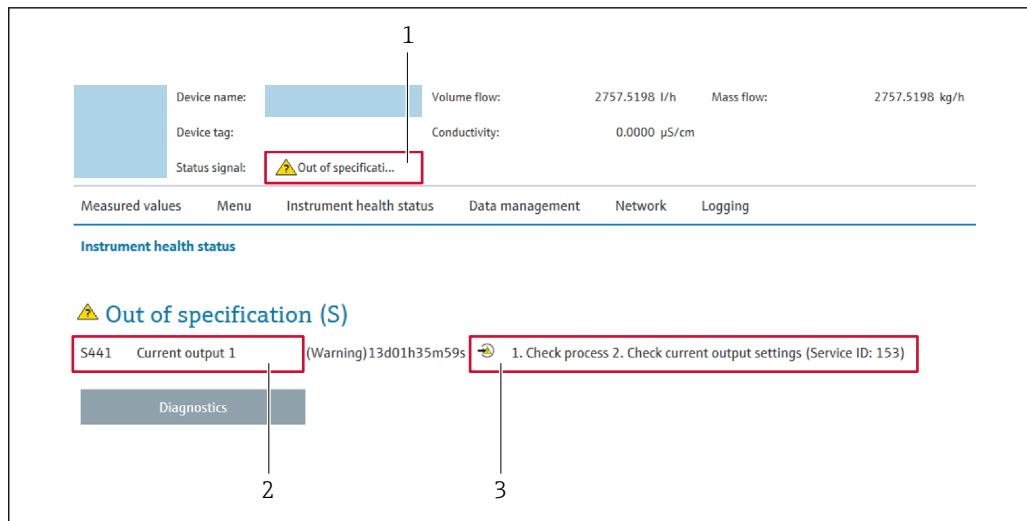 1
Device name: Volume flow: 2757.5198 l/h Mass flow: 2757.5198 kg/h
Device tag: Conductivity: 0.0000 µS/cm
Status signal: Out of specificati...
Measured values Menu Instrument health status Data management Network Logging
Instrument health status
Out of specification (S)
S441 Current output 1 (Warning)13d01h35m59s 1. Check process 2. Check current output settings (Service ID: 153)
Diagnostics
2 3